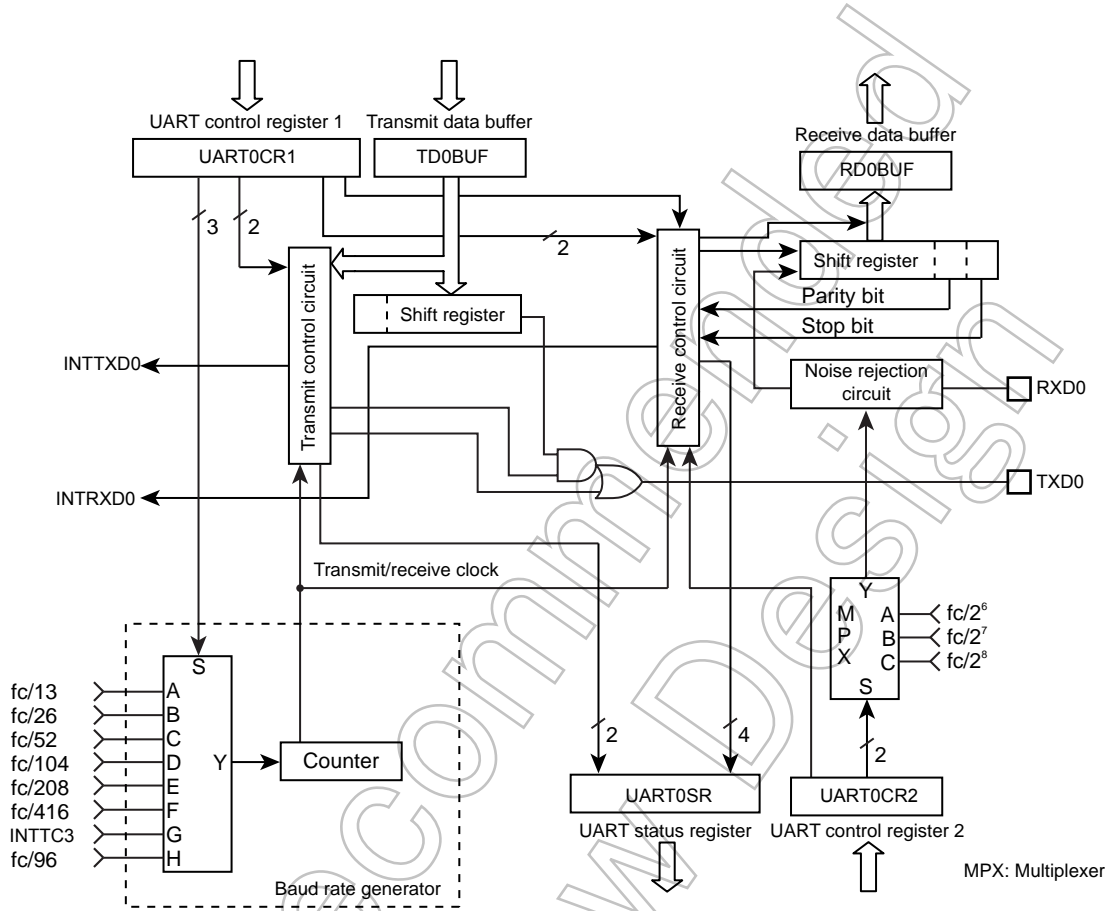 UART control register 1
Transmit data buffer
Receive data buffer
UART0CR1
TD0BUF
RD0BUF
3
2
2
Transmit control circuit
Shift register
Receive control circuit
Shift register
Parity bit
Stop bit
INTTXD0
Noise rejection
circuit
RXD0
INTRXD0
TXD0
Transmit/receive clock
Y
M
P
X
A
B
C
S
fc/2⁶
fc/2⁷
fc/2⁸
S
fc/13
A
fc/26
B
fc/52
C
fc/104
D
Y
Counter
fc/208
E
fc/416
F
INTTC3
G
fc/96
H
Baud rate generator
2
4
2
UART0SR
UART0CR2
UART status register
UART control register 2
MPX: Multiplexer
ecommended
w Design